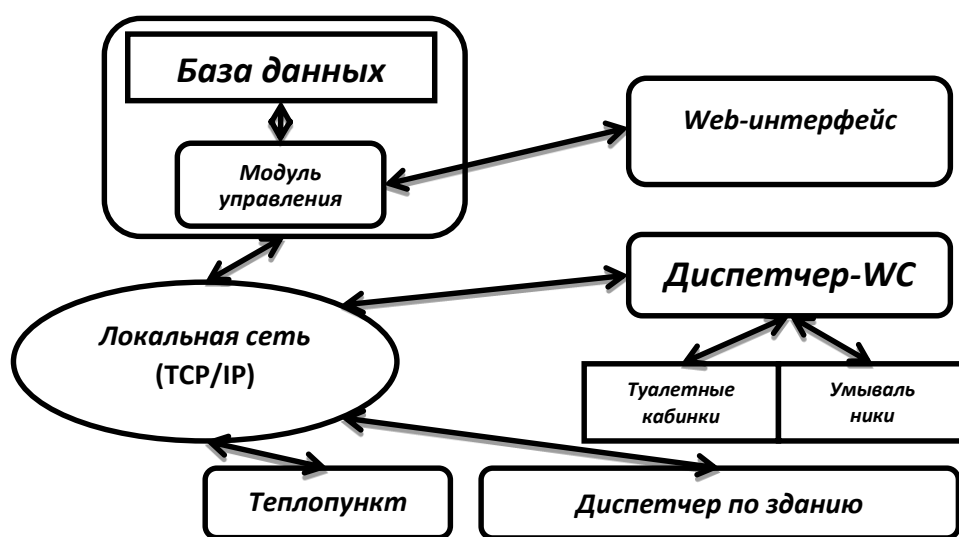 База данных
Web-интерфейс
Модуль
управления
Диспетчер-WC
Локальная сеть
(TCP/IP)
Туалетные
кабинки
Умываль
ники
Теплопункт
Диспетчер по зданию